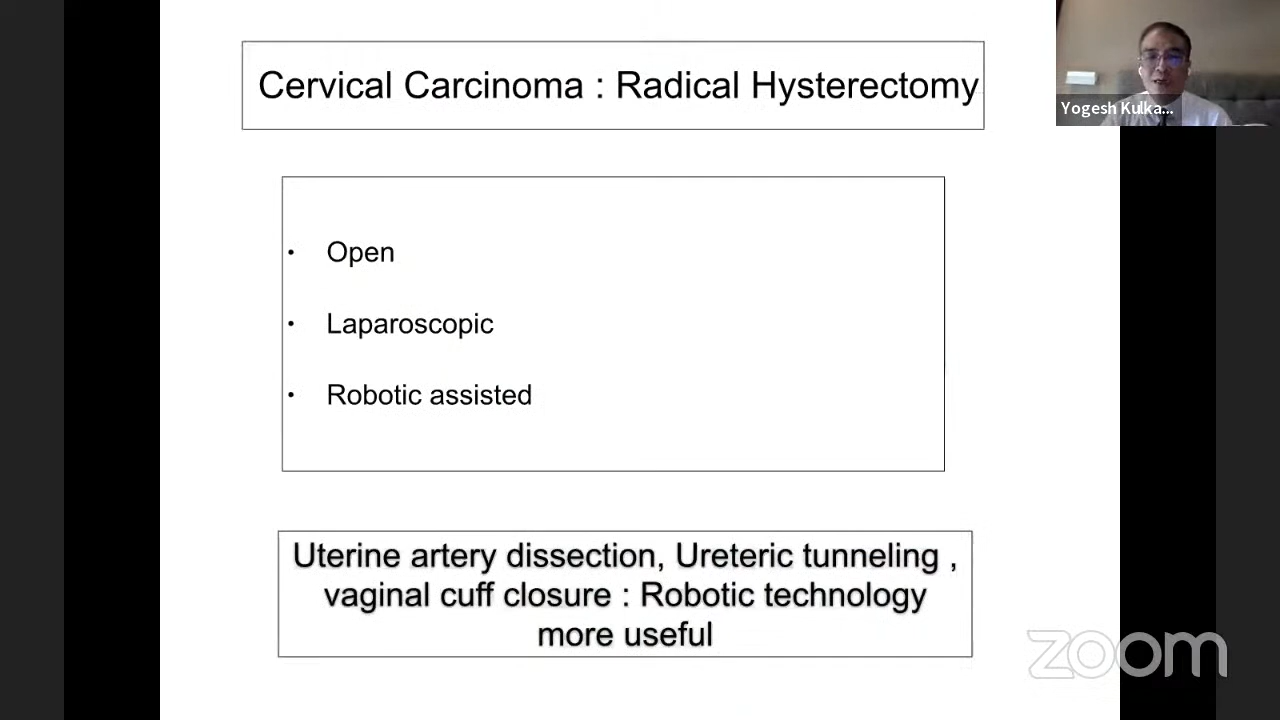 Cervical Carcinoma : Radical Hysterectomy
Yogesh Kulka...
• Open
• Laparoscopic
• Robotic assisted
Uterine artery dissection, Ureteric tunneling ,
vaginal cuff closure : Robotic technology
more useful
zoom